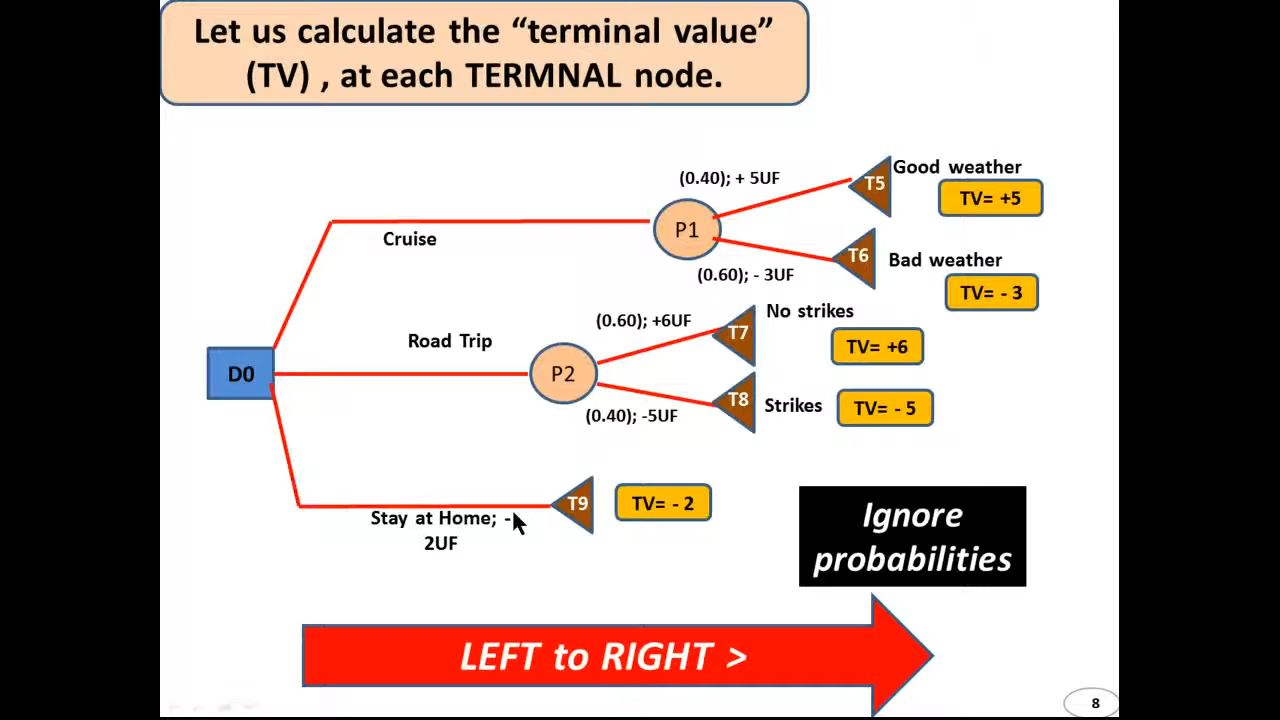 Let us calculate the “terminal value”
(TV) , at each TERMNAL node.
(0.40); + 5UF
T5
Good weather
TV= +5
Cruise
P1
T6
Bad weather
(0.60); - 3UF
TV= - 3
(0.60); +6UF
No strikes
T7
TV= +6
Road Trip
D0
P2
T8
Strikes
TV= - 5
(0.40); -5UF
T9
TV= - 2
Stay at Home; -
2UF
Ignore
probabilities
LEFT to RIGHT >
8